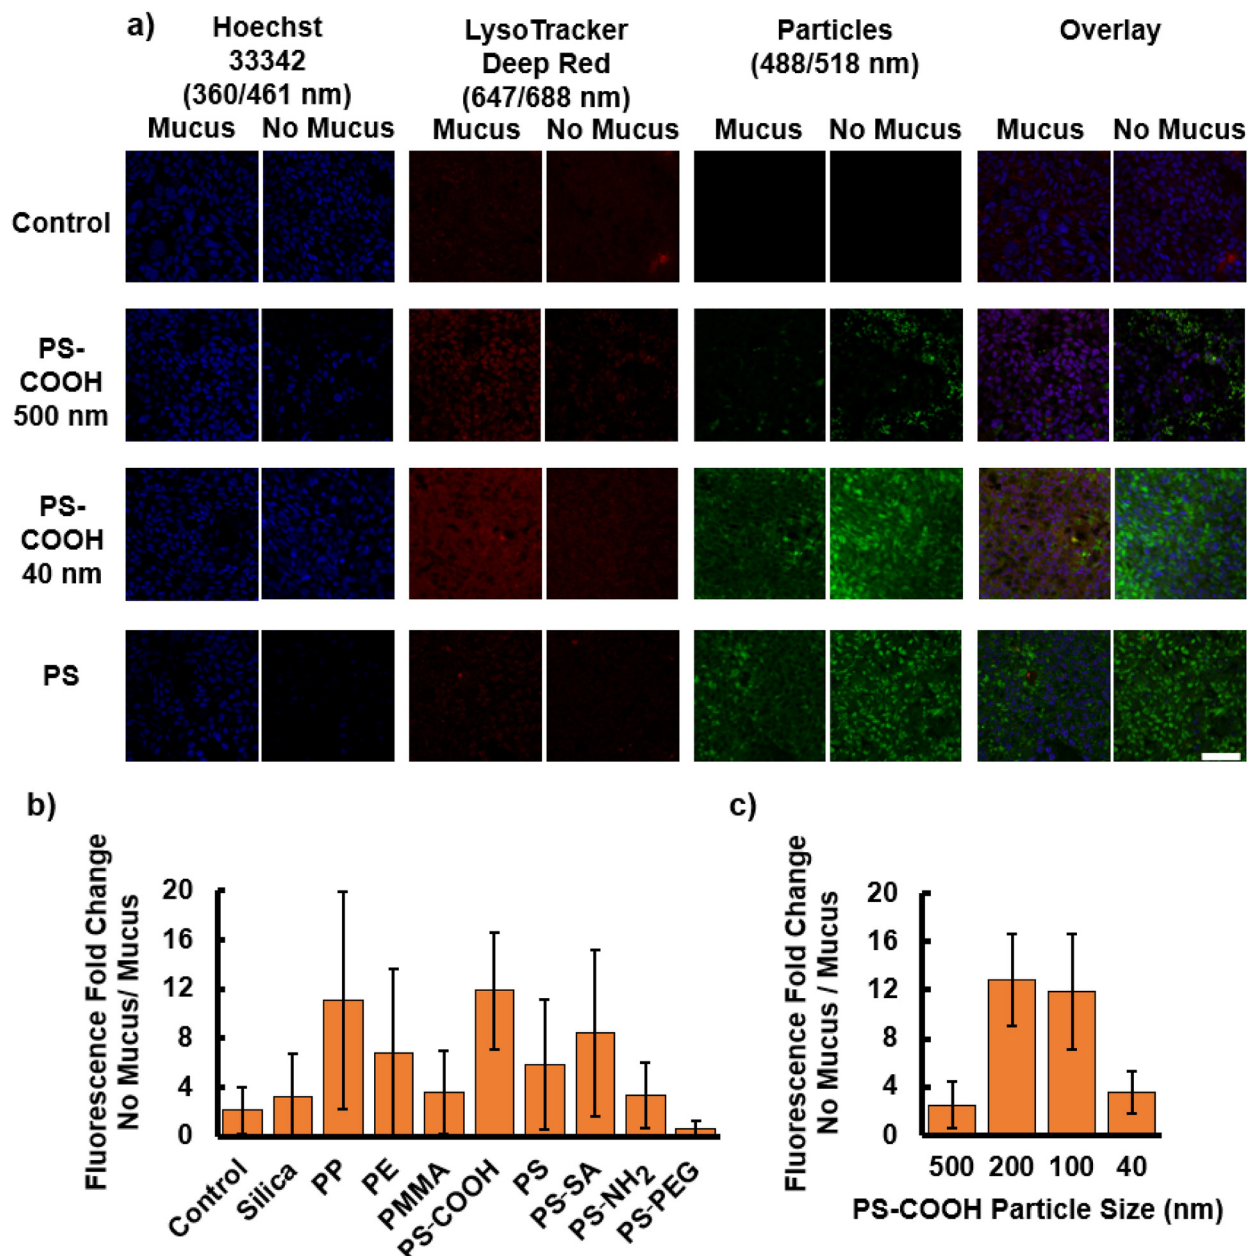 a)
Hoechst
33342
(360/461 nm)
LysoTracker
Deep Red
(647/688 nm)
Particles
(488/518 nm)
Overlay
Mucus No Mucus Mucus No Mucus Mucus No Mucus Mucus No Mucus
Control
PS-
COOH
500 nm
PS-
COOH
40 nm
PS
b)
Fluorescence Fold Change
No Mucus/ Mucus
20
16
12
8
4
0
Control
Silica
PP
PE
PMMA
PS-COOH
PS
PS-SA
PS-NH2
PS-PEG
c)
Fluorescence Fold Change
No Mucus / Mucus
20
16
12
8
4
0
500 200 100 40
PS-COOH Particle Size (nm)